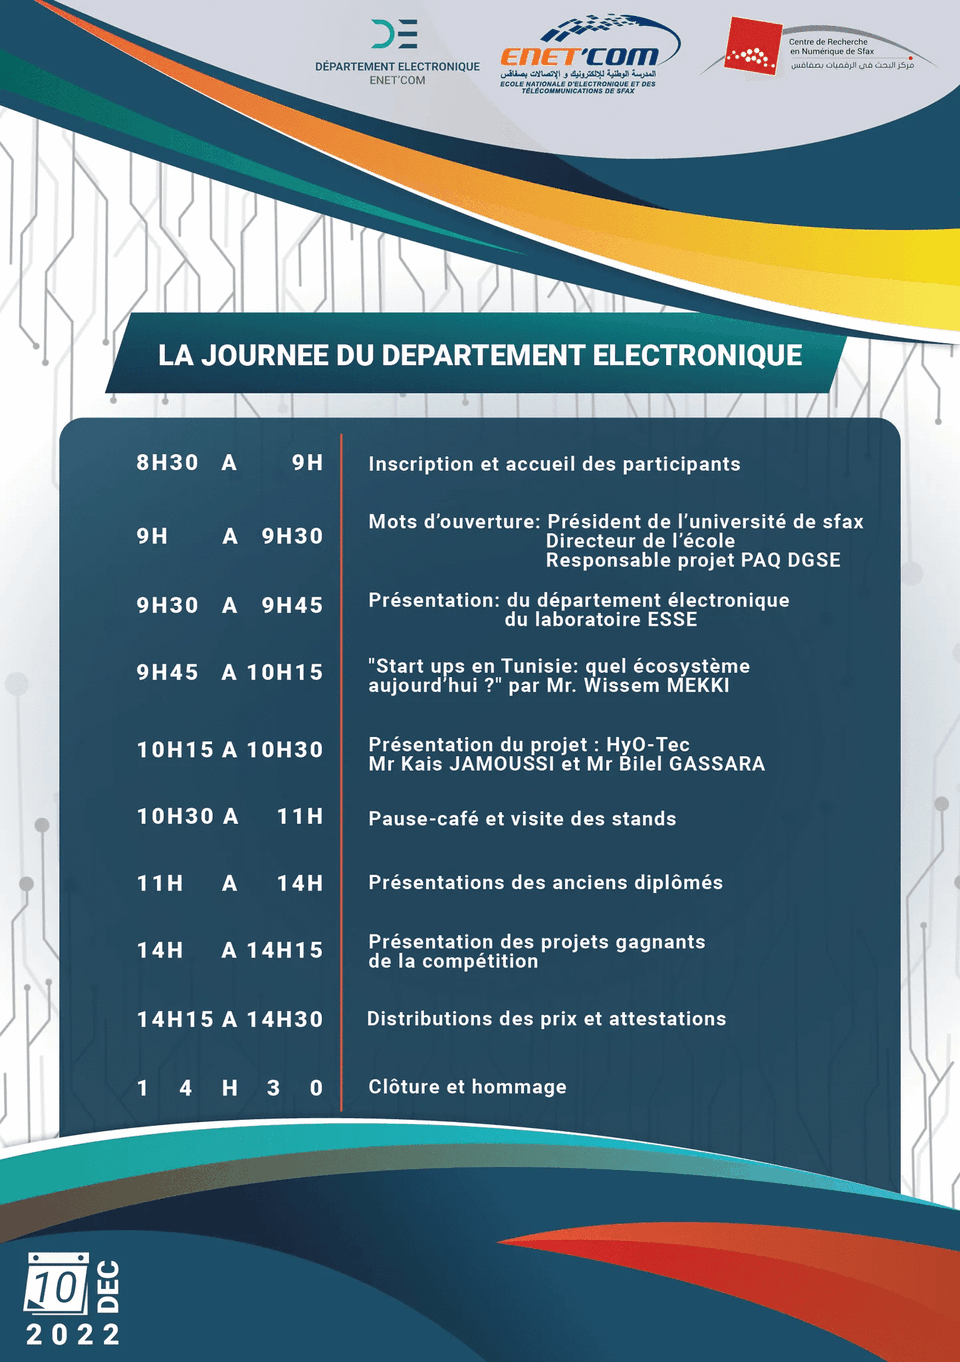 DÉPARTEMENT ELECTRONIQUE
ENET'COM
ENET'COM
المدرسة الوطنية للإلكترونيك و الإتصالات بصفاقس
ECOLE NATIONALE D'ELECTRONIQUE ET DES
TÉLÉCOMMUNICATIONS DE SFAX
Centre de Recherche
en Numérique de Sfax
مركز البحث في الرقميات بصفاقس
LA JOURNEE DU DEPARTEMENT ELECTRONIQUE
8H30 A 9H Inscription et accueil des participants
9H A 9H30 Mots d'ouverture: Président de l'université de sfax
Directeur de l'école
Responsable projet PAQ DGSE
9H30 A 9H45 Présentation: du département électronique
du laboratoire ESSE
9H45 A 10H15 "Start ups en Tunisie: quel écosystème
aujourd'hui ?" par Mr. Wissem MEKKI
10H15 A 10H30 Présentation du projet : HyO-Tec
Mr Kais JAMOUSSI et Mr Bilel GASSARA
10H30 A 11H Pause-café et visite des stands
11H A 14H Présentations des anciens diplômés
14H A 14H15 Présentation des projets gagnants
de la compétition
14H15 A 14H30 Distributions des prix et attestations
14H30 Clôture et hommage
10 DEC
2022